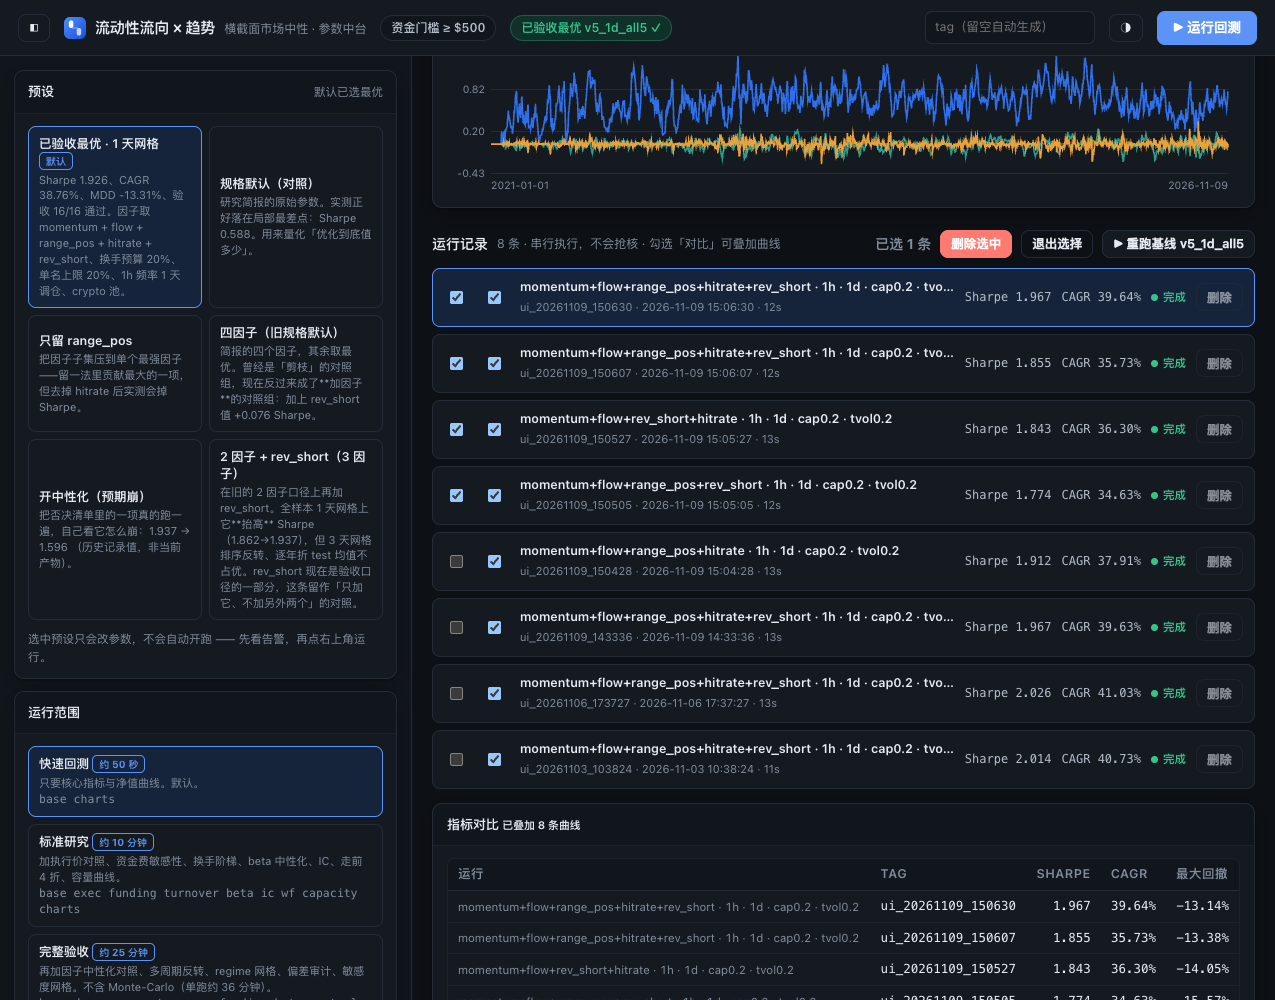 流动性流向 × 趋势
横截面市场中性 · 参数中台
资金门槛 ≥ $500
已验收最优 v5_1d_all5 ✓
tag（留空自动生成）
▶ 运行回测
预设
默认已选最优
已验收最优 · 1 天网格
默认
Sharpe 1.926、CAGR
38.76%、MDD -13.31%、验
收 16/16 通过。因子取
momentum + flow +
range_pos + hitrate +
rev_short、换手预算 20%、
单名上限 20%、1h 频率 1 天
调仓、crypto 池。
规格默认（对照）
研究简报的原始参数。实测正
好落在局部最差点：Sharpe
0.588。用来量化「优化到底值
多少」。
只留 range_pos
把因子子集压到单个最强因子
——留一法里贡献最大的一项，
但去掉 hitrate 后实测会掉
Sharpe。
四因子（旧规格默认）
简报的四个因子，其余取最
优。曾经是「剪枝」的对照
组，现在反过来成了**加因子
**的对照组：加上 rev_short
值 +0.076 Sharpe。
开中性化（预期崩）
把否决清单里的一项真的跑一
遍，自己看它怎么崩：1.937 →
1.596 （历史记录值，非当前
产物）。
2 因子 + rev_short（3 因
子）
在旧的 2 因子口径上再加
rev_short。全样本 1 天网格上
它**抬高** Sharpe
（1.862→1.937），但 3 天网格
排序反转、逐年折 test 均值不
占优。rev_short 现在是验收口
径的一部分，这条留作「只加
它、不加另外两个」的对照。
选中预设只会改参数，不会自动开跑 —— 先看告警，再点右上角运
行。
运行范围
快速回测 约 50 秒
只要核心指标与净值曲线。默认。
base charts
标准研究 约 10 分钟
加执行价对照、资金费敏感性、换手阶梯、beta 中性化、IC、走前
4 折、容量曲线。
base exec funding turnover beta ic wf capacity
charts
完整验收 约 25 分钟
再加因子中性化对照、多周期反转、regime 网格、偏差审计、敏感
度网格。不含 Monte-Carlo（单跑约 36 分钟）。
0.82
0.20
-0.43
2021-01-01
2026-11-09
运行记录
8 条 · 串行执行，不会抢核 · 勾选「对比」可叠加曲线
已选 1 条
删除选中
退出选择
▶ 重跑基线 v5_1d_all5
momentum+flow+range_pos+hitrate+rev_short · 1h · 1d · cap0.2 · tvo...
ui_20261109_150630 · 2026-11-09 15:06:30 · 12s
Sharpe 1.967 CAGR 39.64% 完成 删除
momentum+flow+range_pos+hitrate+rev_short · 1h · 1d · cap0.2 · tvo...
ui_20261109_150607 · 2026-11-09 15:06:07 · 12s
Sharpe 1.855 CAGR 35.73% 完成 删除
momentum+flow+rev_short+hitrate · 1h · 1d · cap0.2 · tvol0.2
ui_20261109_150527 · 2026-11-09 15:05:27 · 13s
Sharpe 1.843 CAGR 36.30% 完成 删除
momentum+flow+range_pos+rev_short · 1h · 1d · cap0.2 · tvol0.2
ui_20261109_150505 · 2026-11-09 15:05:05 · 12s
Sharpe 1.774 CAGR 34.63% 完成 删除
momentum+flow+range_pos+hitrate · 1h · 1d · cap0.2 · tvol0.2
ui_20261109_150428 · 2026-11-09 15:04:28 · 13s
Sharpe 1.912 CAGR 37.91% 完成 删除
momentum+flow+range_pos+hitrate+rev_short · 1h · 1d · cap0.2 · tvo...
ui_20261109_143336 · 2026-11-09 14:33:36 · 13s
Sharpe 1.967 CAGR 39.64% 完成 删除
momentum+flow+range_pos+hitrate+rev_short · 1h · 1d · cap0.2 · tvo...
ui_20261106_173727 · 2026-11-06 17:37:27 · 13s
Sharpe 2.026 CAGR 41.03% 完成 删除
momentum+flow+range_pos+hitrate+rev_short · 1h · 1d · cap0.2 · tvo...
ui_20261103_103824 · 2026-11-03 10:38:24 · 11s
Sharpe 2.014 CAGR 40.73% 完成 删除
指标对比 已叠加 8 条曲线
运行 TAG SHARPE CAGR 最大回撤
momentum+flow+range_pos+hitrate+rev_short · 1h · 1d · cap0.2 · tvol0.2 ui_20261109_150630 1.967 39.64% −13.14%
momentum+flow+range_pos+hitrate+rev_short · 1h · 1d · cap0.2 · tvol0.2 ui_20261109_150607 1.855 35.73% −13.38%
momentum+flow+rev_short+hitrate · 1h · 1d · cap0.2 · tvol0.2 ui_20261109_150527 1.843 36.30% −14.05%